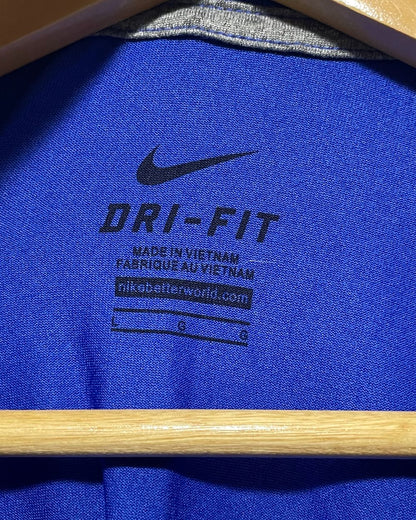 DRI-FIT
MADE IN VIETNAM
FABRIQUE AU VIETNAM
nikebetterworld.com
L G G